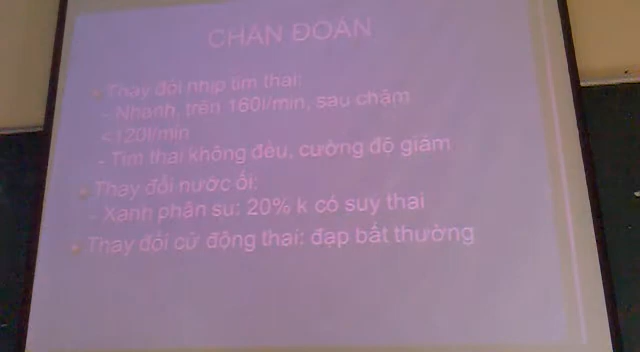 CHẨN ĐOÁN
Thay đổi nhịp tim thai:
- Nhanh, trên 160l/min, sau chậm
<120l/min
- Tim thai không đều, cường độ giảm
Thay đổi nước ối:
- Xanh phân su: 20% k có suy thai
Thay đổi cử động thai: đạp bất thường